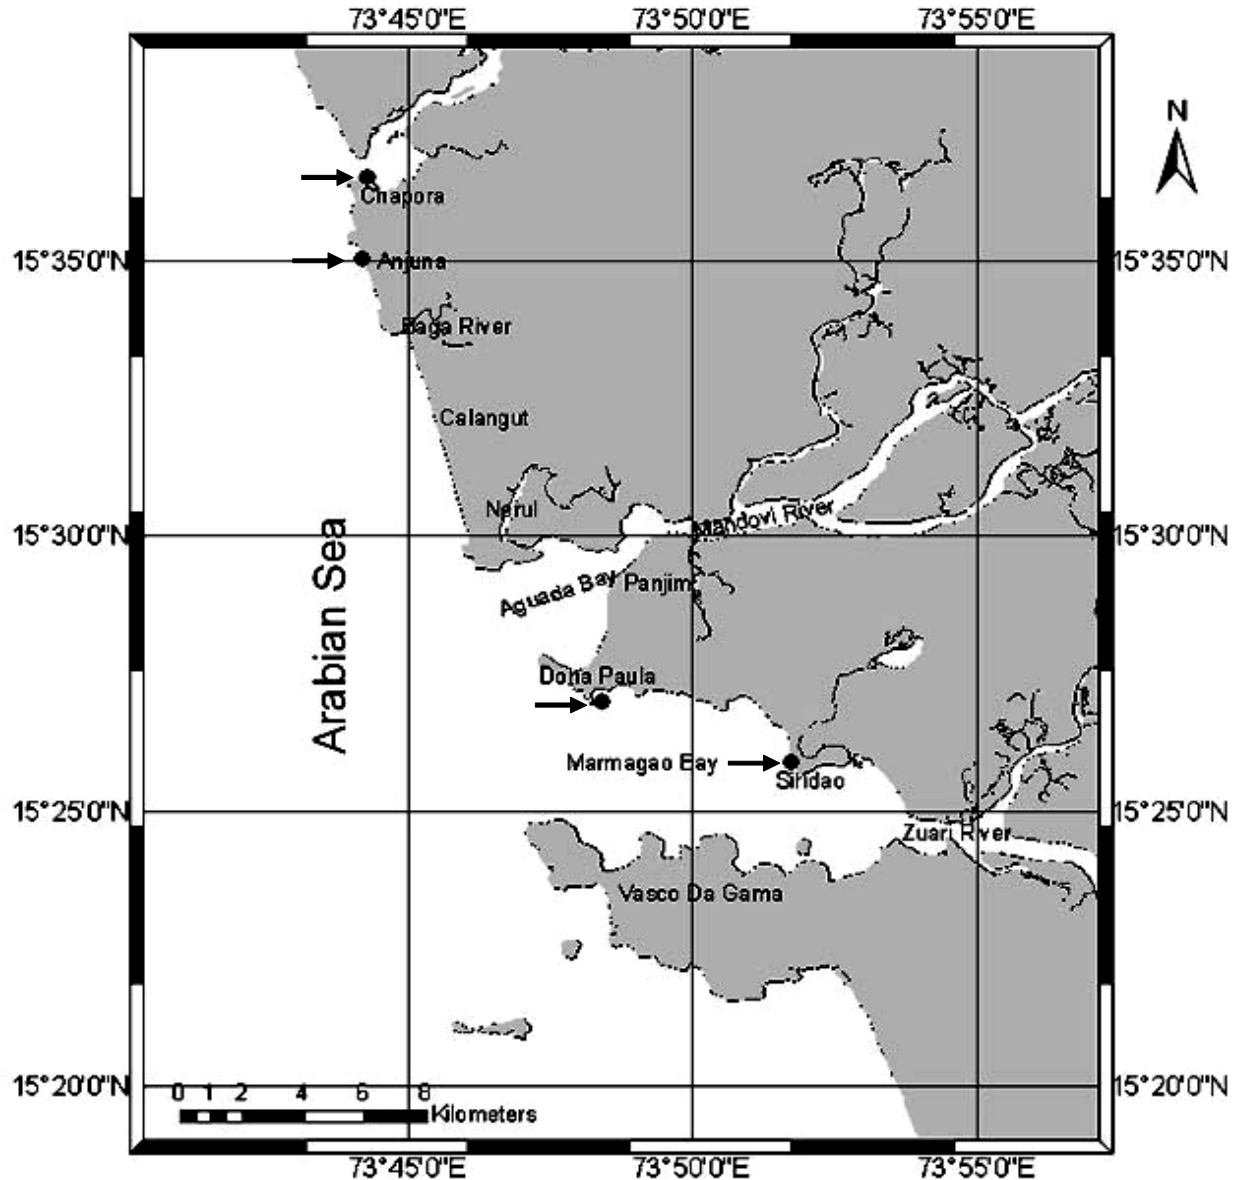 73°45'0"E 73°50'0"E 73°55'0"E
N
Chapora
15°35'0"N Anjuna 15°35'0"N
Baga River
Calangut
Nerul
Mandovi River
15°30'0"N 15°30'0"N
Arabian Sea
Aguada Bay
Panjim
Dona Paula
Marmagao Bay
Siridao
15°25'0"N 15°25'0"N
Zuari River
Vasco Da Gama
15°20'0"N 15°20'0"N
0 1 2 4 6 8
Kilometers
73°45'0"E 73°50'0"E 73°55'0"E